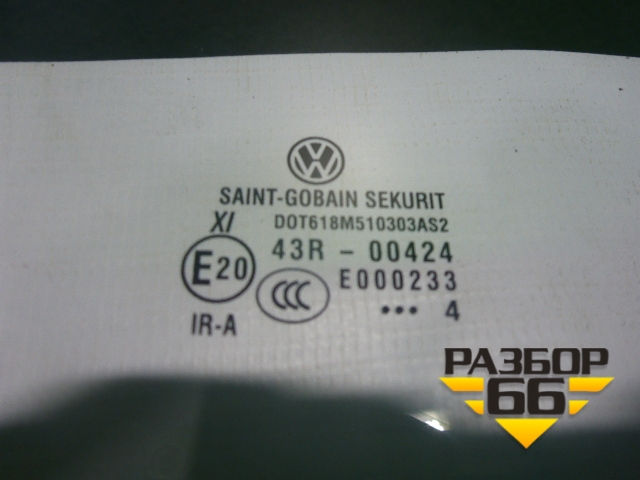 SAINT-GOBAIN SEKURIT
XI DOT618M510303AS2
43R - 00424
E20
CCC E000233
IR-A ••• 4
РАЗБОР
66